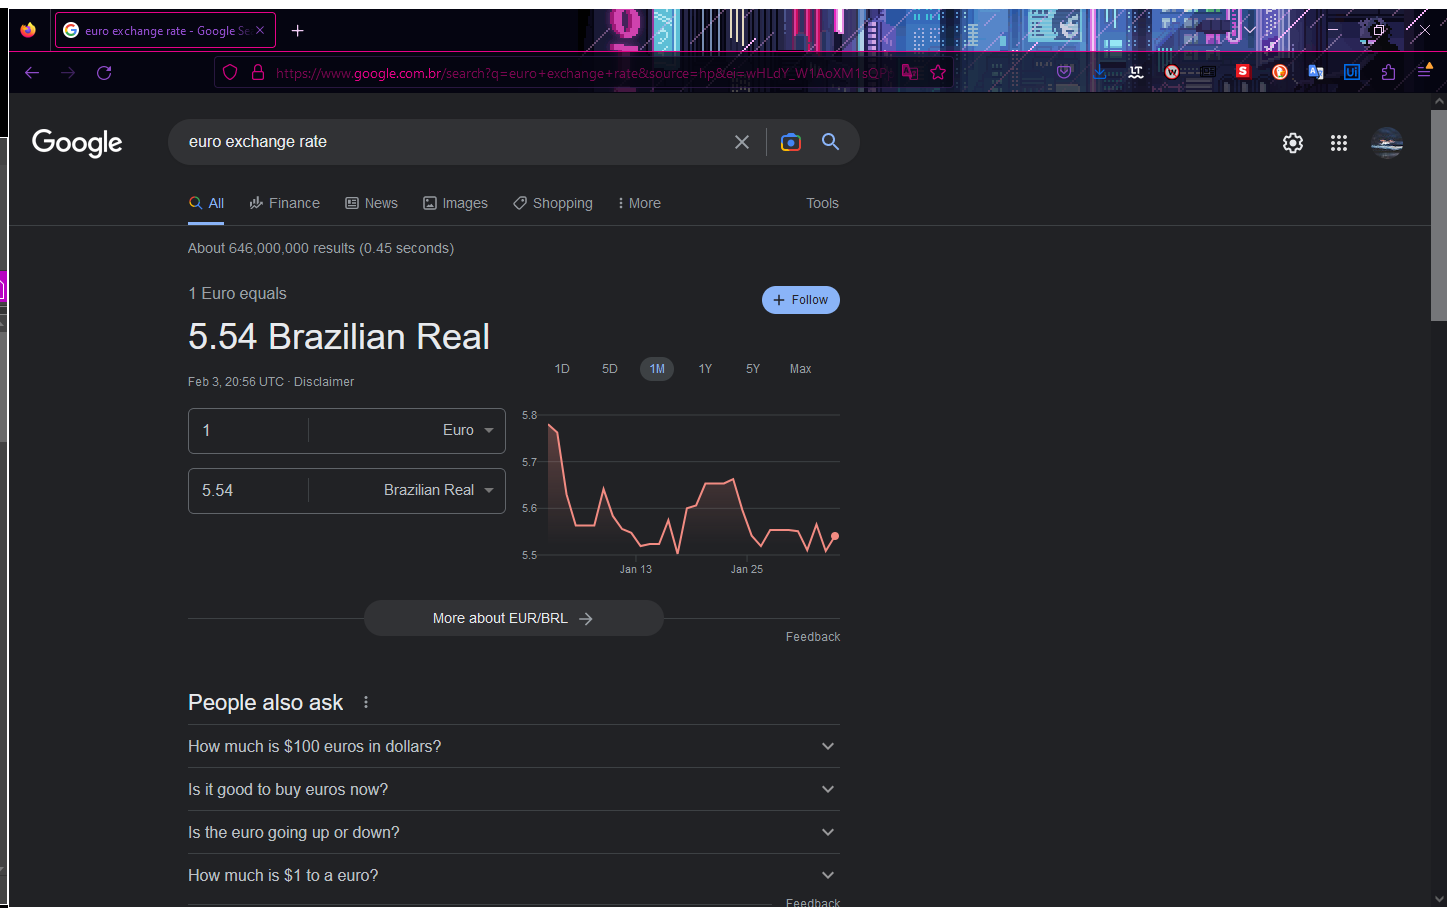 euro exchange rate - Google Se
https://www.google.com.br/search?q=euro+exchange+rate&source=hp&ei=wHLdY_W1AoXM1sQP
Google
euro exchange rate
All Finance News Images Shopping More Tools
About 646,000,000 results (0.45 seconds)
1 Euro equals
+ Follow
5.54 Brazilian Real
Feb 3, 20:56 UTC · Disclaimer
1D 5D 1M 1Y 5Y Max
1 Euro
5.54 Brazilian Real
5.8
5.7
5.6
5.5
Jan 13 Jan 25
More about EUR/BRL
Feedback
People also ask
How much is $100 euros in dollars?
Is it good to buy euros now?
Is the euro going up or down?
How much is $1 to a euro?
Feedback